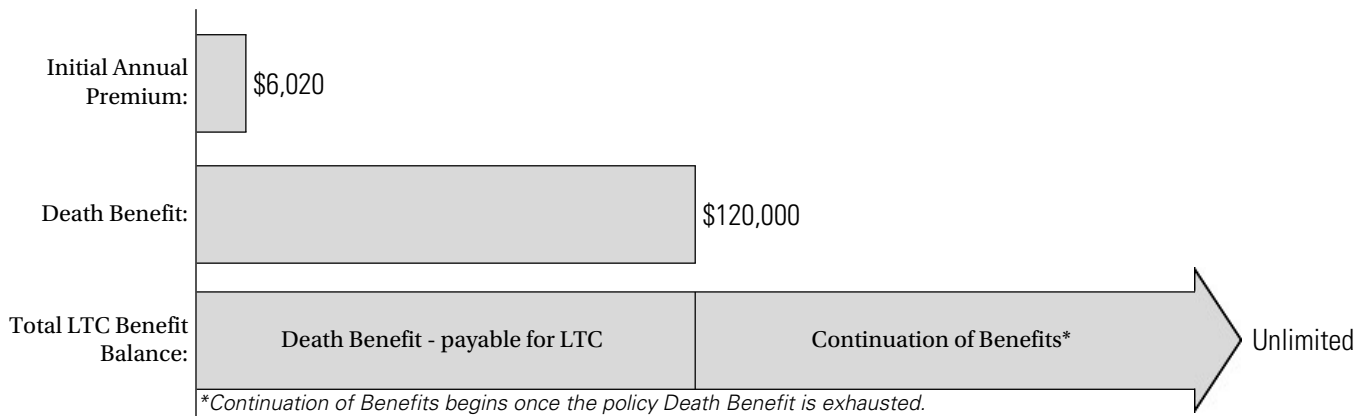 Initial Annual
Premium:
$6,020
Death Benefit:
$120,000
Total LTC Benefit
Balance:
Death Benefit - payable for LTC
Continuation of Benefits*
Unlimited
*Continuation of Benefits begins once the policy Death Benefit is exhausted.